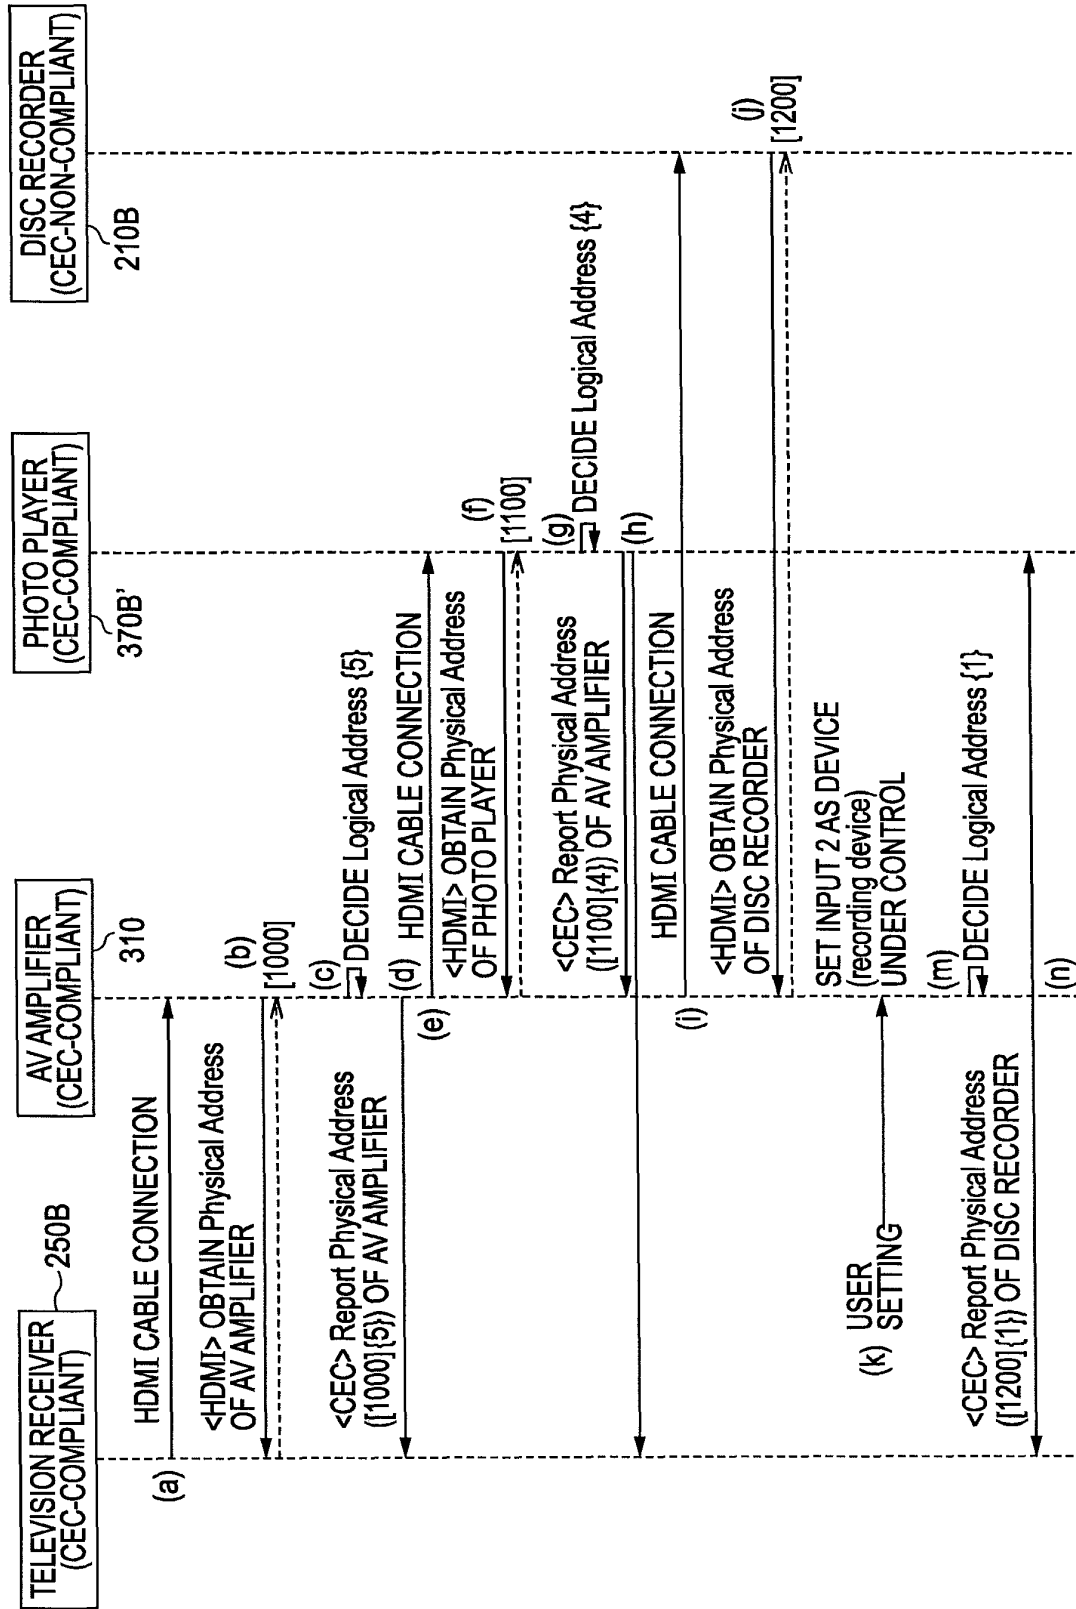 TELEVISION RECEIVER
(CEC-COMPLIANT)
250B
AV AMPLIFIER
(CEC-COMPLIANT)
310
PHOTO PLAYER
(CEC-COMPLIANT)
370B'
DISC RECORDER
(CEC-NON-COMPLIANT)
210B
(a)
HDMI CABLE CONNECTION
<HDMI> OBTAIN Physical Address
OF AV AMPLIFIER
(b)
[1000]
(c)
DECIDE Logical Address {5}
<CEC> Report Physical Address
([1000]{5}) OF AV AMPLIFIER
(d)
(e)
HDMI CABLE CONNECTION
<HDMI> OBTAIN Physical Address
OF PHOTO PLAYER
(f)
[1100]
(g)
DECIDE Logical Address {4}
<CEC> Report Physical Address
([1100]{4}) OF AV AMPLIFIER
(h)
(i)
HDMI CABLE CONNECTION
<HDMI> OBTAIN Physical Address
OF DISC RECORDER
(j)
[1200]
(k)
USER
SETTING
SET INPUT 2 AS DEVICE
(recording device)
UNDER CONTROL
(m)
DECIDE Logical Address {1}
<CEC> Report Physical Address
([1200]{1}) OF DISC RECORDER
(n)